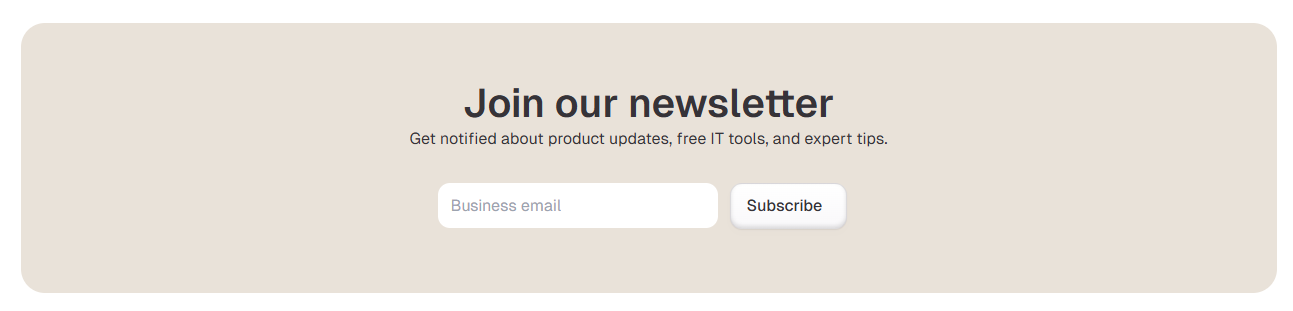 Join our newsletter
Get notified about product updates, free IT tools, and expert tips.
Business email
Subscribe